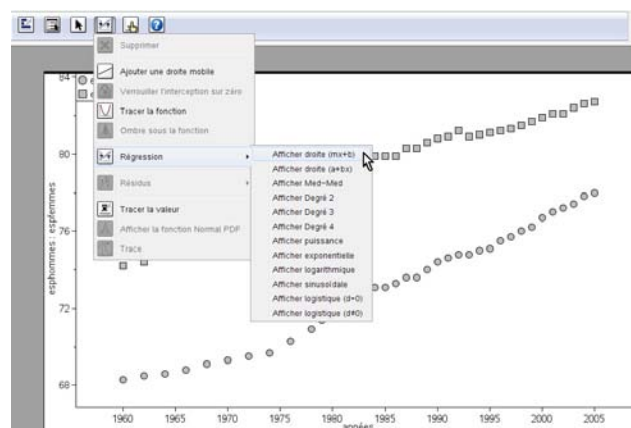 Supprimer
Ajouter une droite mobile
Verrouiller l'interception sur zéro
Tracer la fonction
Ombre sous la fonction
Régression
Résidus
Tracer la valeur
Afficher la fonction Normal PDF
Trace
Afficher droite (mx+b)
Afficher droite (a+bx)
Afficher Med-Med
Afficher Degré 2
Afficher Degré 3
Afficher Degré 4
Afficher puissance
Afficher exponentielle
Afficher logarithmique
Afficher sinusoïdale
Afficher logistique (d=0)
Afficher logistique (d≠0)
esphommes : espfemmes
84
80
76
72
68
1960 1965 1970 1975 1980 1985 1990 1995 2000 2005
années